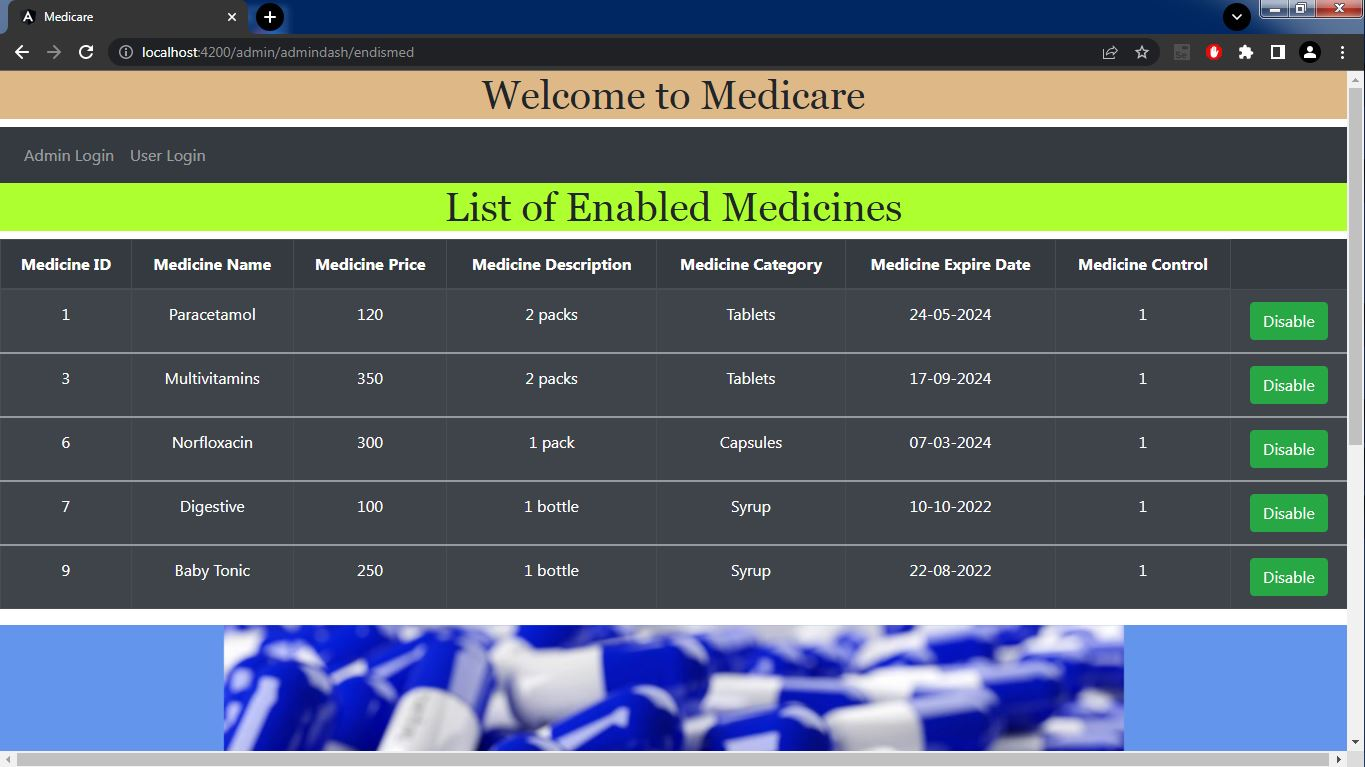 Medicare
localhost:4200/admin/admindash/endismed
Welcome to Medicare
Admin Login User Login
List of Enabled Medicines
Medicine ID Medicine Name Medicine Price Medicine Description Medicine Category Medicine Expire Date Medicine Control
1 Paracetamol 120 2 packs Tablets 24-05-2024 1 Disable
3 Multivitamins 350 2 packs Tablets 17-09-2024 1 Disable
6 Norfloxacin 300 1 pack Capsules 07-03-2024 1 Disable
7 Digestive 100 1 bottle Syrup 10-10-2022 1 Disable
9 Baby Tonic 250 1 bottle Syrup 22-08-2022 1 Disable